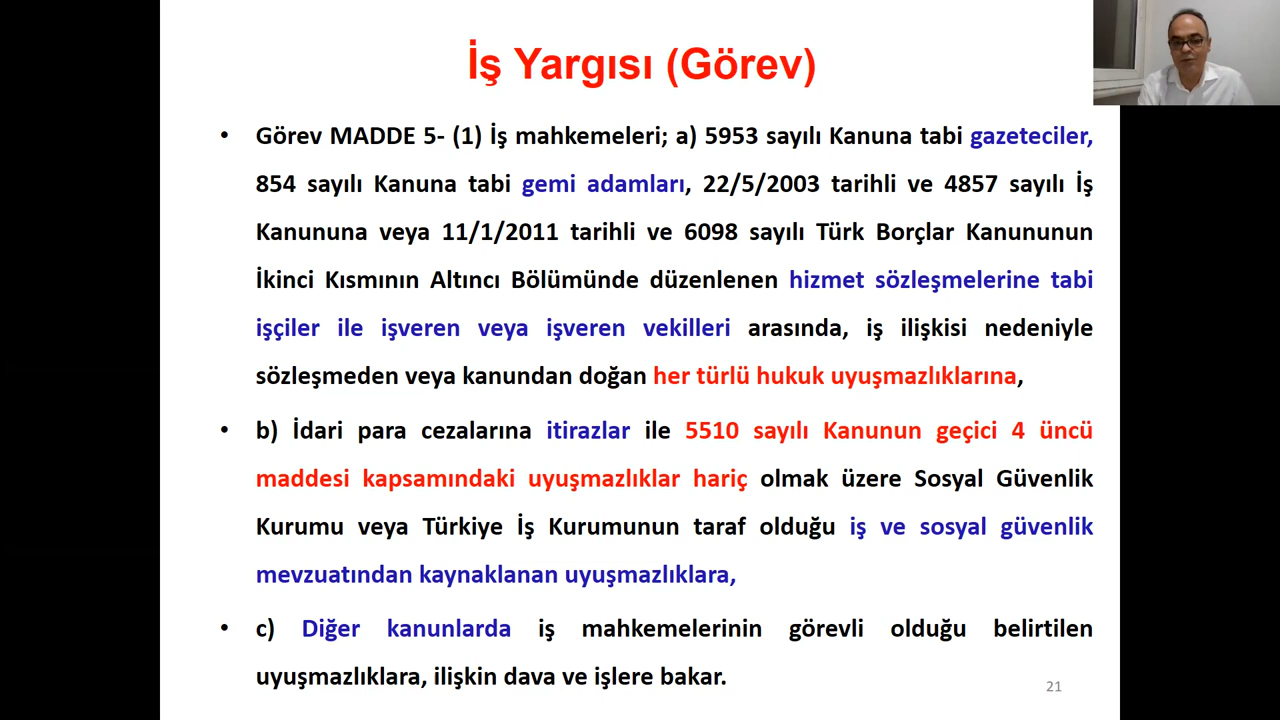 İş Yargısı (Görev)
• Görev MADDE 5- (1) İş mahkemeleri; a) 5953 sayılı Kanuna tabi gazeteciler,
854 sayılı Kanuna tabi gemi adamları, 22/5/2003 tarihli ve 4857 sayılı İş
Kanununa veya 11/1/2011 tarihli ve 6098 sayılı Türk Borçlar Kanununun
İkinci Kısmının Altıncı Bölümünde düzenlenen hizmet sözleşmelerine tabi
işçiler ile işveren veya işveren vekilleri arasında, iş ilişkisi nedeniyle
sözleşmeden veya kanundan doğan her türlü hukuk uyuşmazlıklarına,
• b) İdari para cezalarına itirazlar ile 5510 sayılı Kanunun geçici 4 üncü
maddesi kapsamındaki uyuşmazlıklar hariç olmak üzere Sosyal Güvenlik
Kurumu veya Türkiye İş Kurumunun taraf olduğu iş ve sosyal güvenlik
mevzuatından kaynaklanan uyuşmazlıklara,
• c) Diğer kanunlarda iş mahkemelerinin görevli olduğu belirtilen
uyuşmazlıklara, ilişkin dava ve işlere bakar.
21